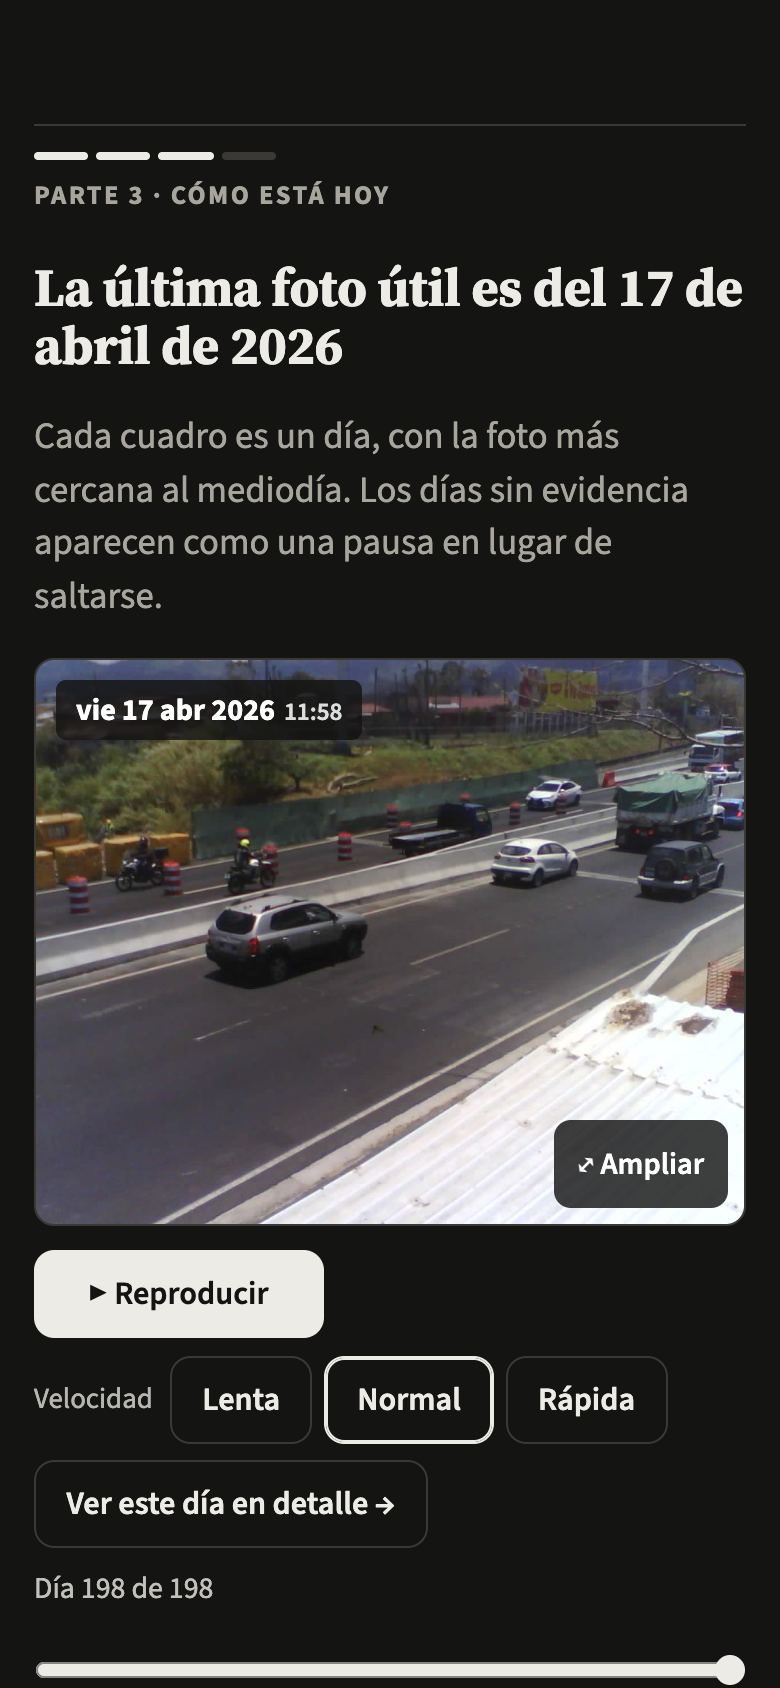 PARTE 3 · CÓMO ESTÁ HOY
La última foto útil es del 17 de
abril de 2026
Cada cuadro es un día, con la foto más
cercana al mediodía. Los días sin evidencia
aparecen como una pausa en lugar de
saltarse.
vie 17 abr 2026 11:58
⤢ Ampliar
▶ Reproducir
Velocidad Lenta Normal Rápida
Ver este día en detalle →
Día 198 de 198